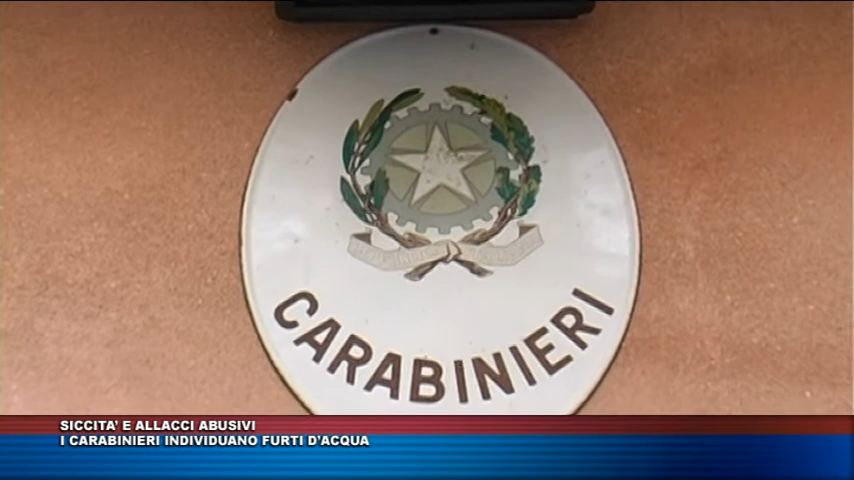 CARABINIERI
SICCITA' E ALLACCI ABUSIVI
I CARABINIERI INDIVIDUANO FURTI D'ACQUA